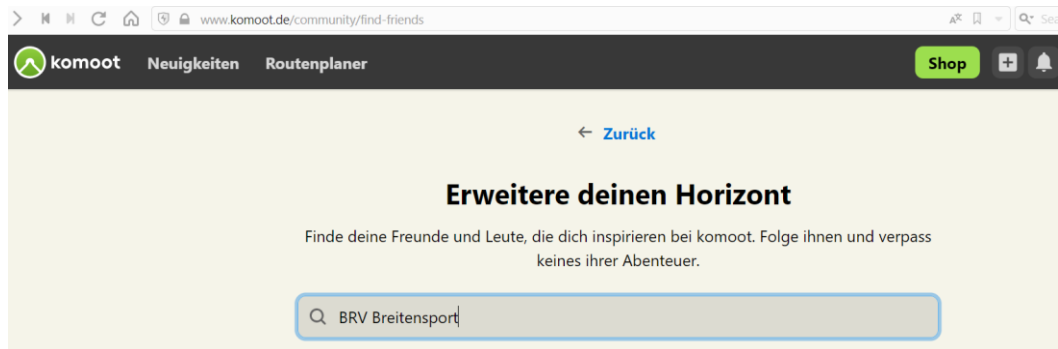 www.komoot.de/community/find-friends
komoot Neuigkeiten Routenplaner Shop
← Zurück
Erweitere deinen Horizont
Finde deine Freunde und Leute, die dich inspirieren bei komoot. Folge ihnen und verpass
keines ihrer Abenteuer.
BRV Breitensport